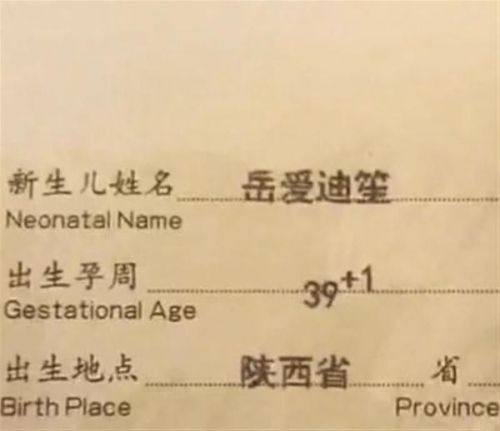 新生儿姓名 岳爱迪笙
Neonatal Name
出生孕周 39+1
Gestational Age
出生地点 陕西省 省
Birth Place Province